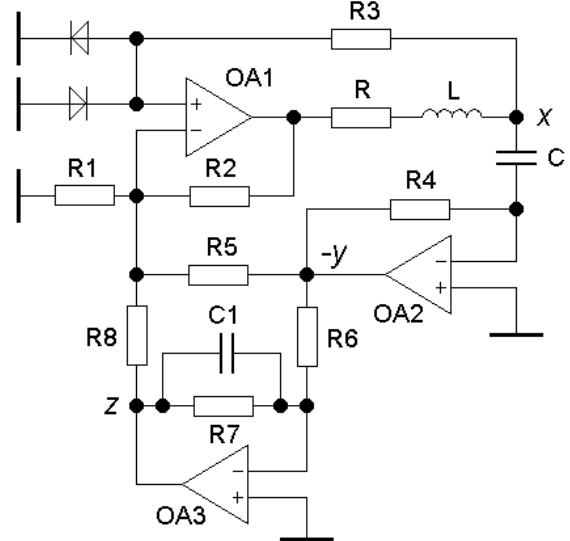 R3
OA1
+
−
R
L
x
C
R1
R2
R4
R5
-y
−
+
OA2
R8
C1
R6
z
R7
−
+
OA3